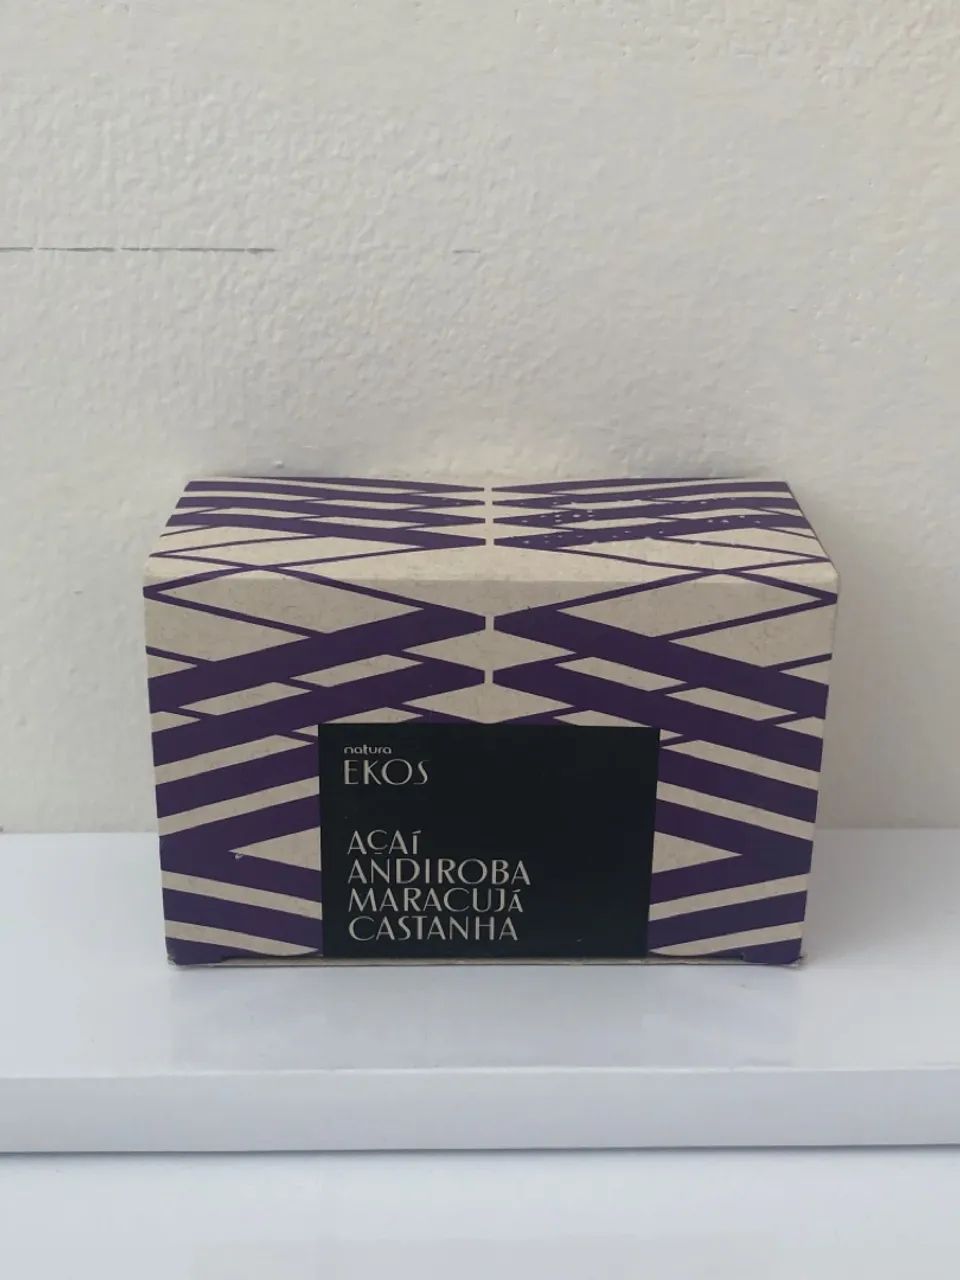 natura
EKOS
AÇAÍ
ANDIROBA
MARACUJÁ
CASTANHA